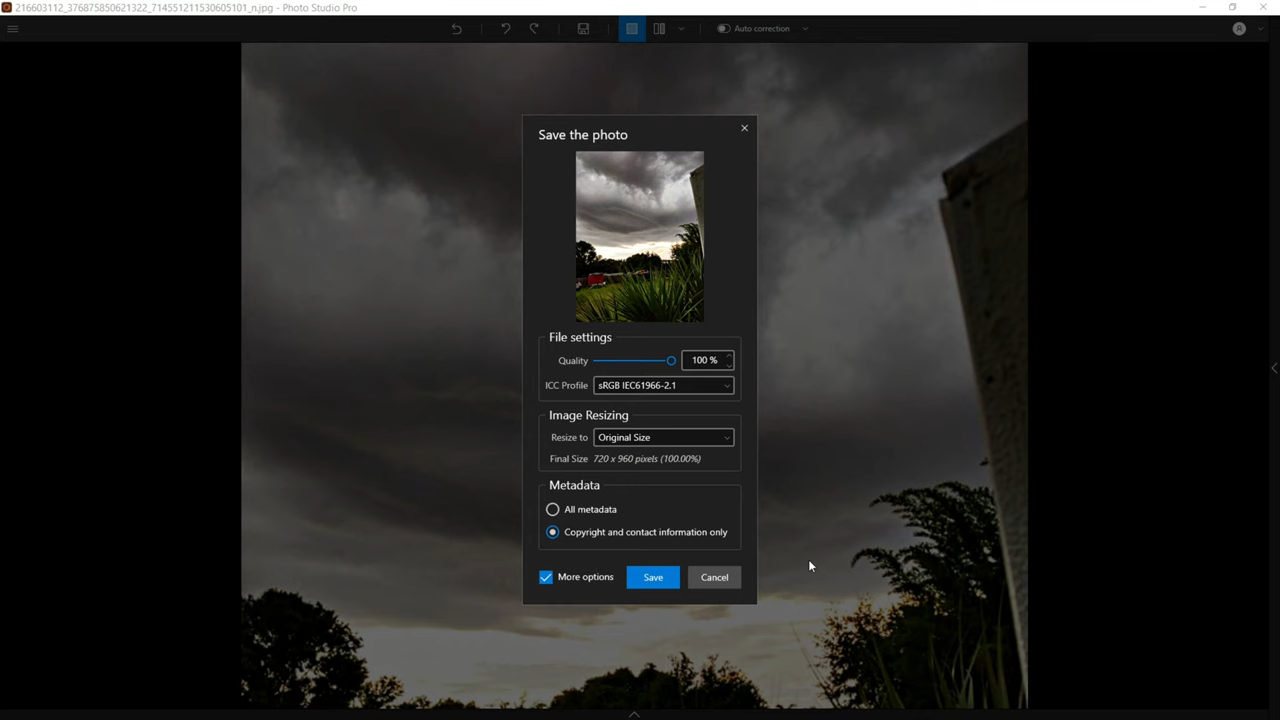 216603112_376875850621322_714551211530605101_n.jpg - Photo Studio Pro
Auto correction
Save the photo
File settings
Quality 100 %
ICC Profile sRGB IEC61966-2.1
Image Resizing
Resize to Original Size
Final Size 720 x 960 pixels (100.00%)
Metadata
All metadata
Copyright and contact information only
More options Save Cancel